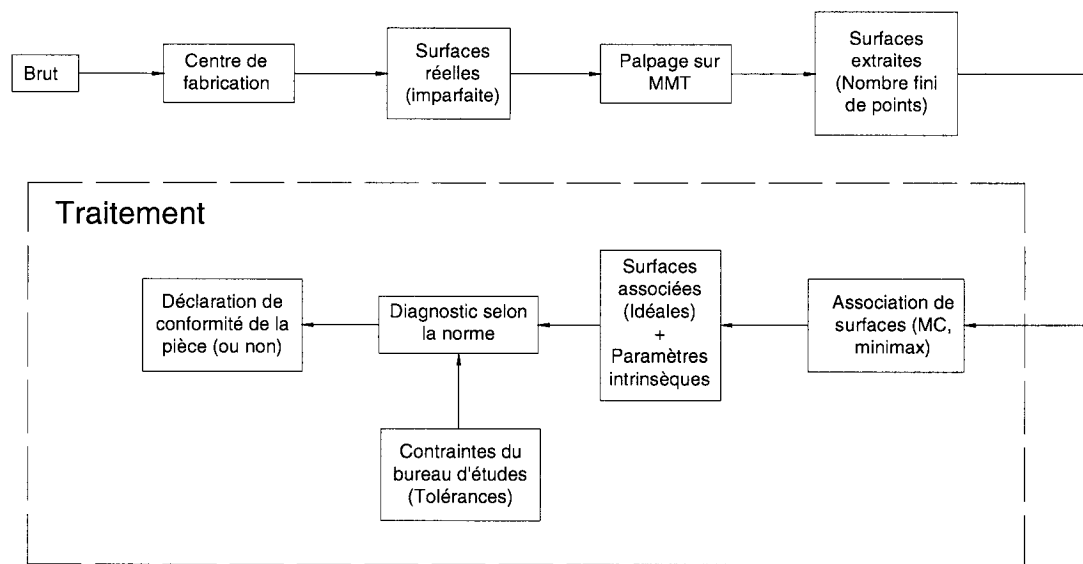 Brut
Centre de
fabrication
Surfaces
réelles
(imparfaite)
Palpage sur
MMT
Surfaces
extraites
(Nombre fini
de points)
Traitement
Déclaration de
conformité de la
pièce (ou non)
Diagnostic selon
la norme
Surfaces
associées
(Idéales)
+
Paramètres
intrinsèques
Association de
surfaces (MC,
minimax)
Contraintes du
bureau d'études
(Tolérances)